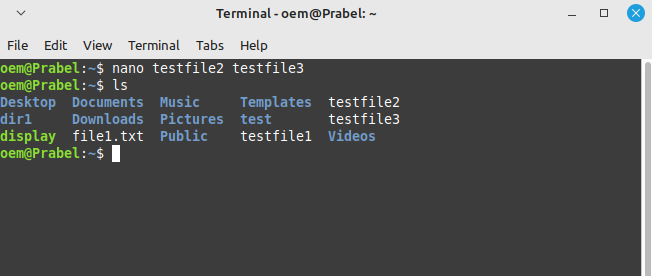 Terminal - oem@Prabel: ~
File Edit View Terminal Tabs Help
oem@Prabel:~$ nano testfile2 testfile3
oem@Prabel:~$ ls
Desktop  Documents  Music     Templates  testfile2
dir1     Downloads  Pictures  test       testfile3
display  file1.txt  Public    testfile1  Videos
oem@Prabel:~$